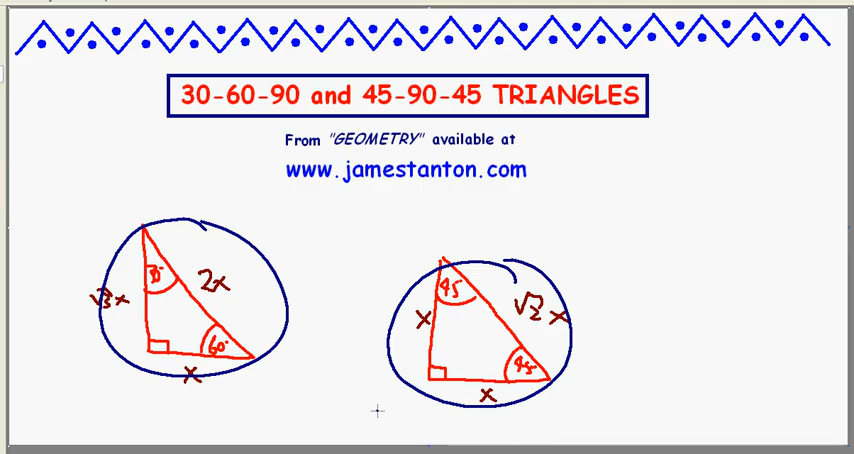 30-60-90 and 45-90-45 TRIANGLES
From "GEOMETRY" available at
www.jamestanton.com
30°
2x
√3x
60°
x
45
√2 x
x
45°
x